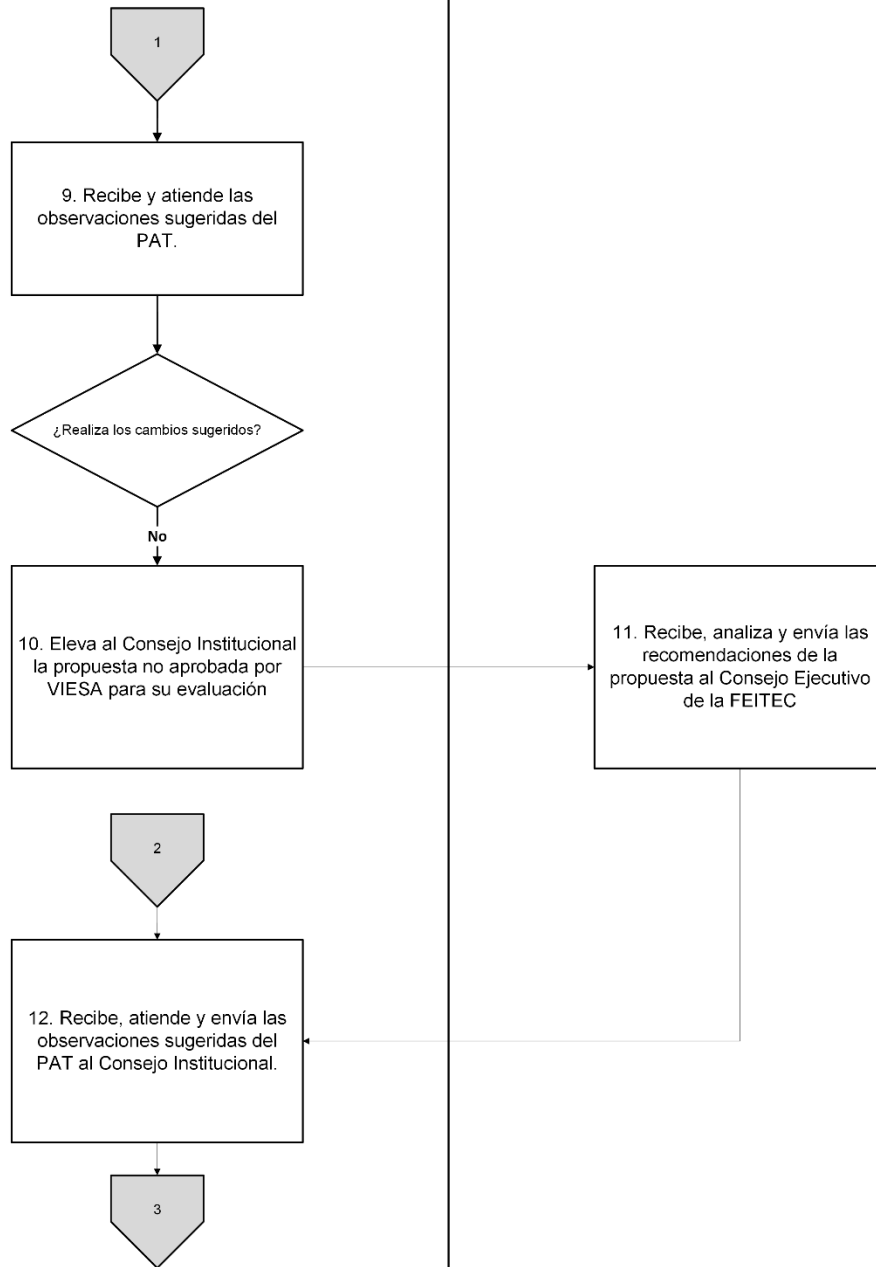 1
9. Recibe y atiende las
observaciones sugeridas del
PAT.
¿Realiza los cambios sugeridos?
No
10. Eleva al Consejo Institucional
la propuesta no aprobada por
VIESA para su evaluación
11. Recibe, analiza y envía las
recomendaciones de la
propuesta al Consejo Ejecutivo
de la FEITEC
2
12. Recibe, atiende y envía las
observaciones sugeridas del
PAT al Consejo Institucional.
3